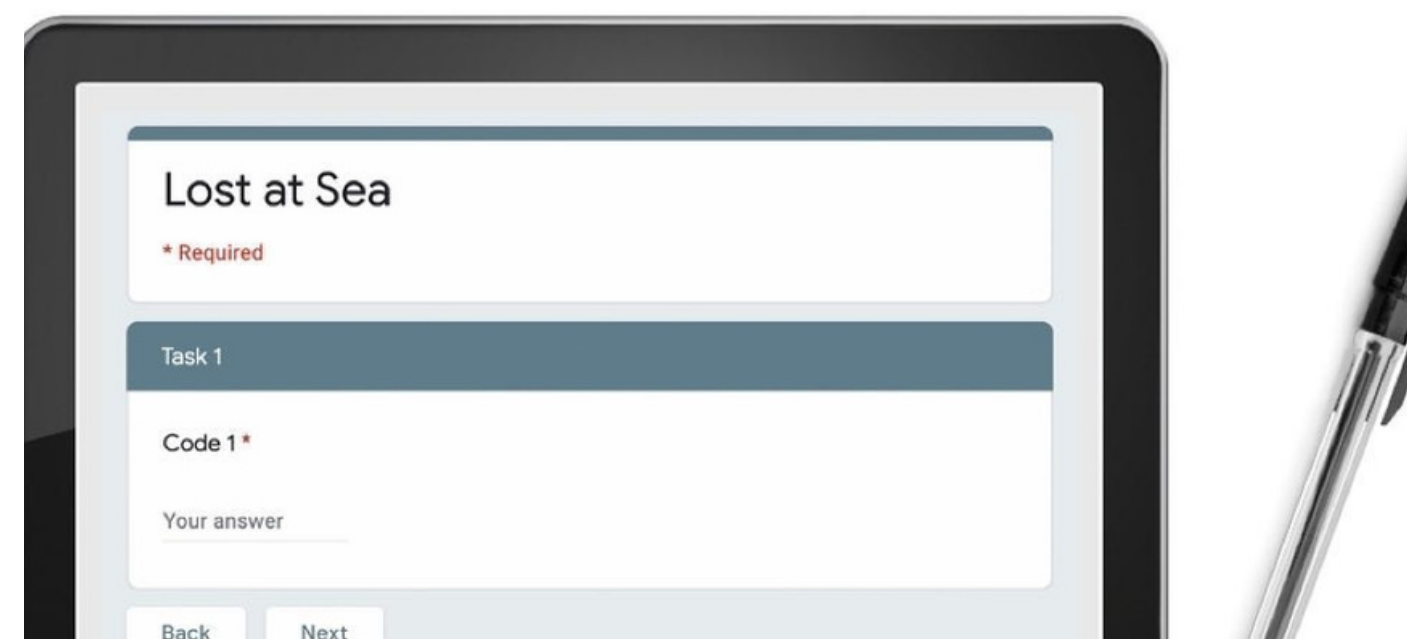 Lost at Sea
* Required
Task 1
Code 1 *
Your answer
Back Next